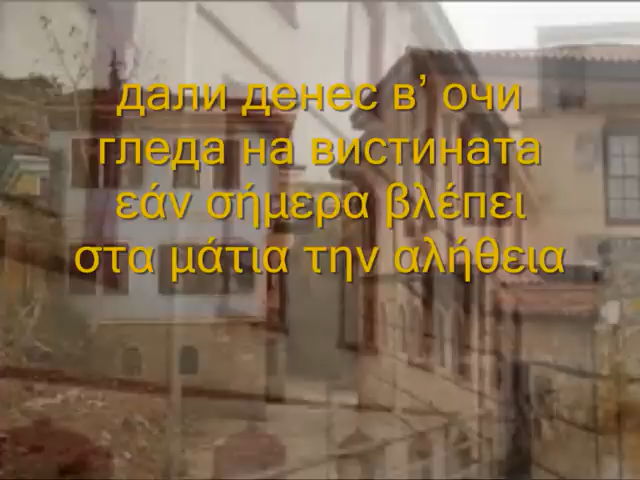 дали денес в’ очи
гледа на вистината
εάν σήμερα βλέπει
στα μάτια την αλήθεια